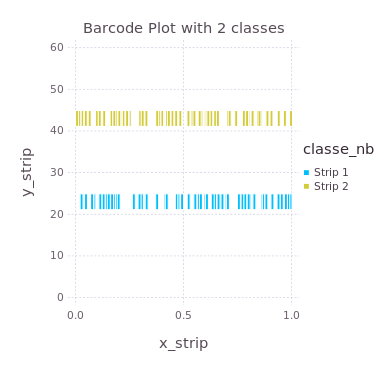 Barcode Plot with 2 classes
60
50
40
30
20
10
0
y_strip
0.0
0.5
1.0
x_strip
classe_nb
Strip 1
Strip 2